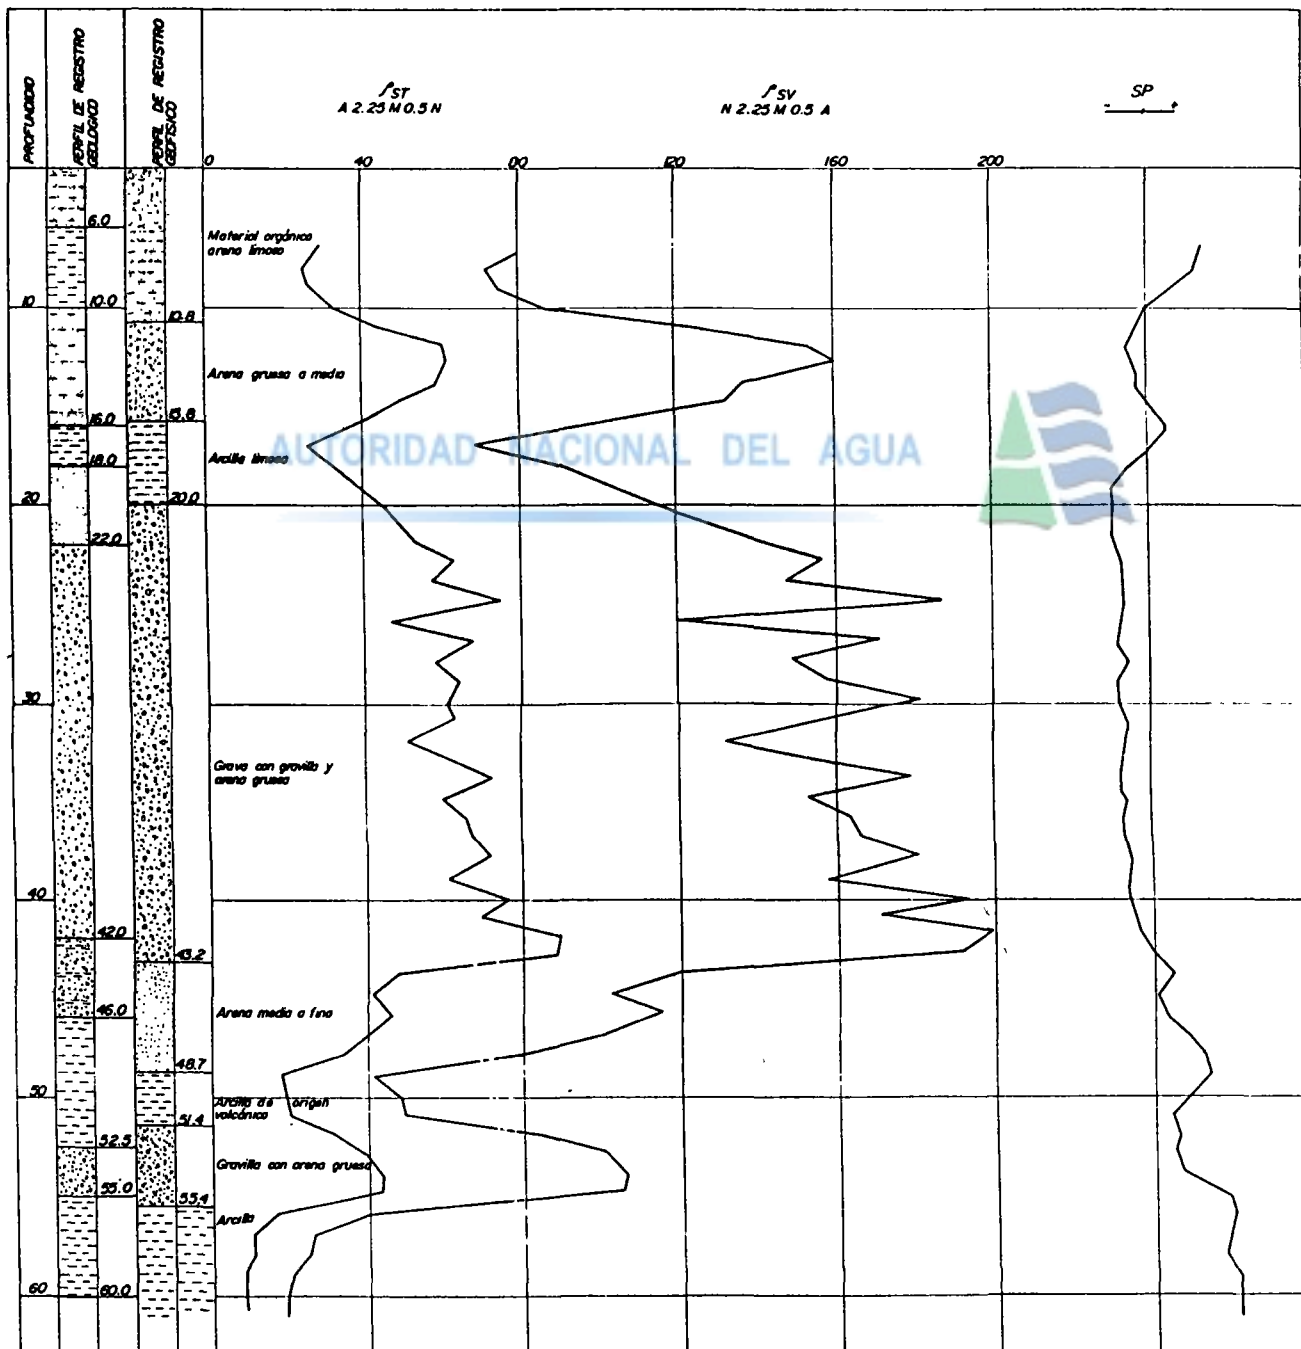 PROFUNDIDAD
PERFIL DE REGISTRO
GEOLOGICO
PERFIL DE REGISTRO
GEOFISICO
ρST
A 2.25 M 0.5 N
ρSV
N 2.25 M 0.5 A
SP
- +
0 40 80 120 160 200
6.0
Material orgánico
arena limosa
10 10.0
10.8
Arena gruesa a media
15.8
16.0
AUTORIDAD NACIONAL DEL AGUA
Arcilla limosa
18.0
20 20.0
22.0
30
Grava con gravilla y
arena gruesa
40
42.0
43.2
46.0
Arena media a fina
48.7
50
Arcilla de origen
volcánico
51.4
52.5
Gravilla con arena gruesa
55.0
55.4
Arcilla
60 60.0